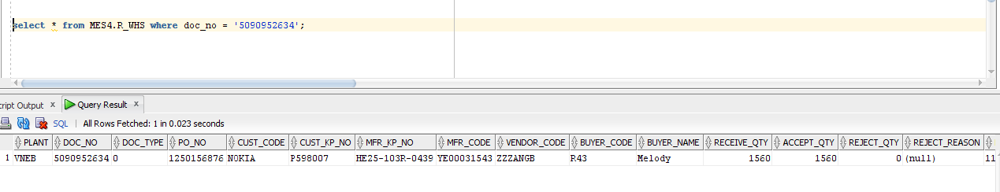 select * from MES4.R_WHS where doc_no = '5090952634';
cript Output x Query Result x
SQL | All Rows Fetched: 1 in 0.023 seconds
PLANT DOC_NO DOC_TYPE PO_NO CUST_CODE CUST_KP_NO MFR_KP_NO MFR_CODE VENDOR_CODE BUYER_CODE BUYER_NAME RECEIVE_QTY ACCEPT_QTY REJECT_QTY REJECT_REASON
1 VNEB 5090952634 0 1250156876 NOKIA P598007 HE25-103R-0439 YE00031543 ZZZANGB R43 Melody 1560 1560 0 (null) 11